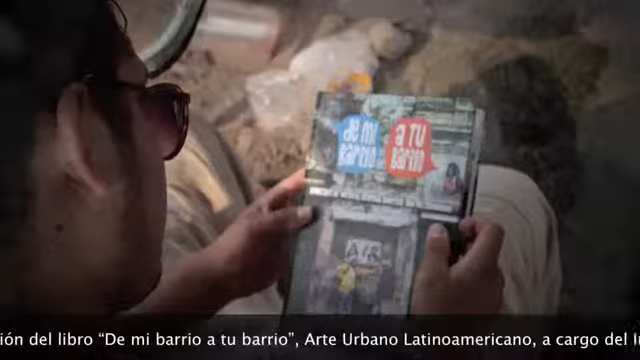 de mi
barrio
a tu
barrio
ión del libro “De mi barrio a tu barrio”, Arte Urbano Latinoamericano, a cargo del